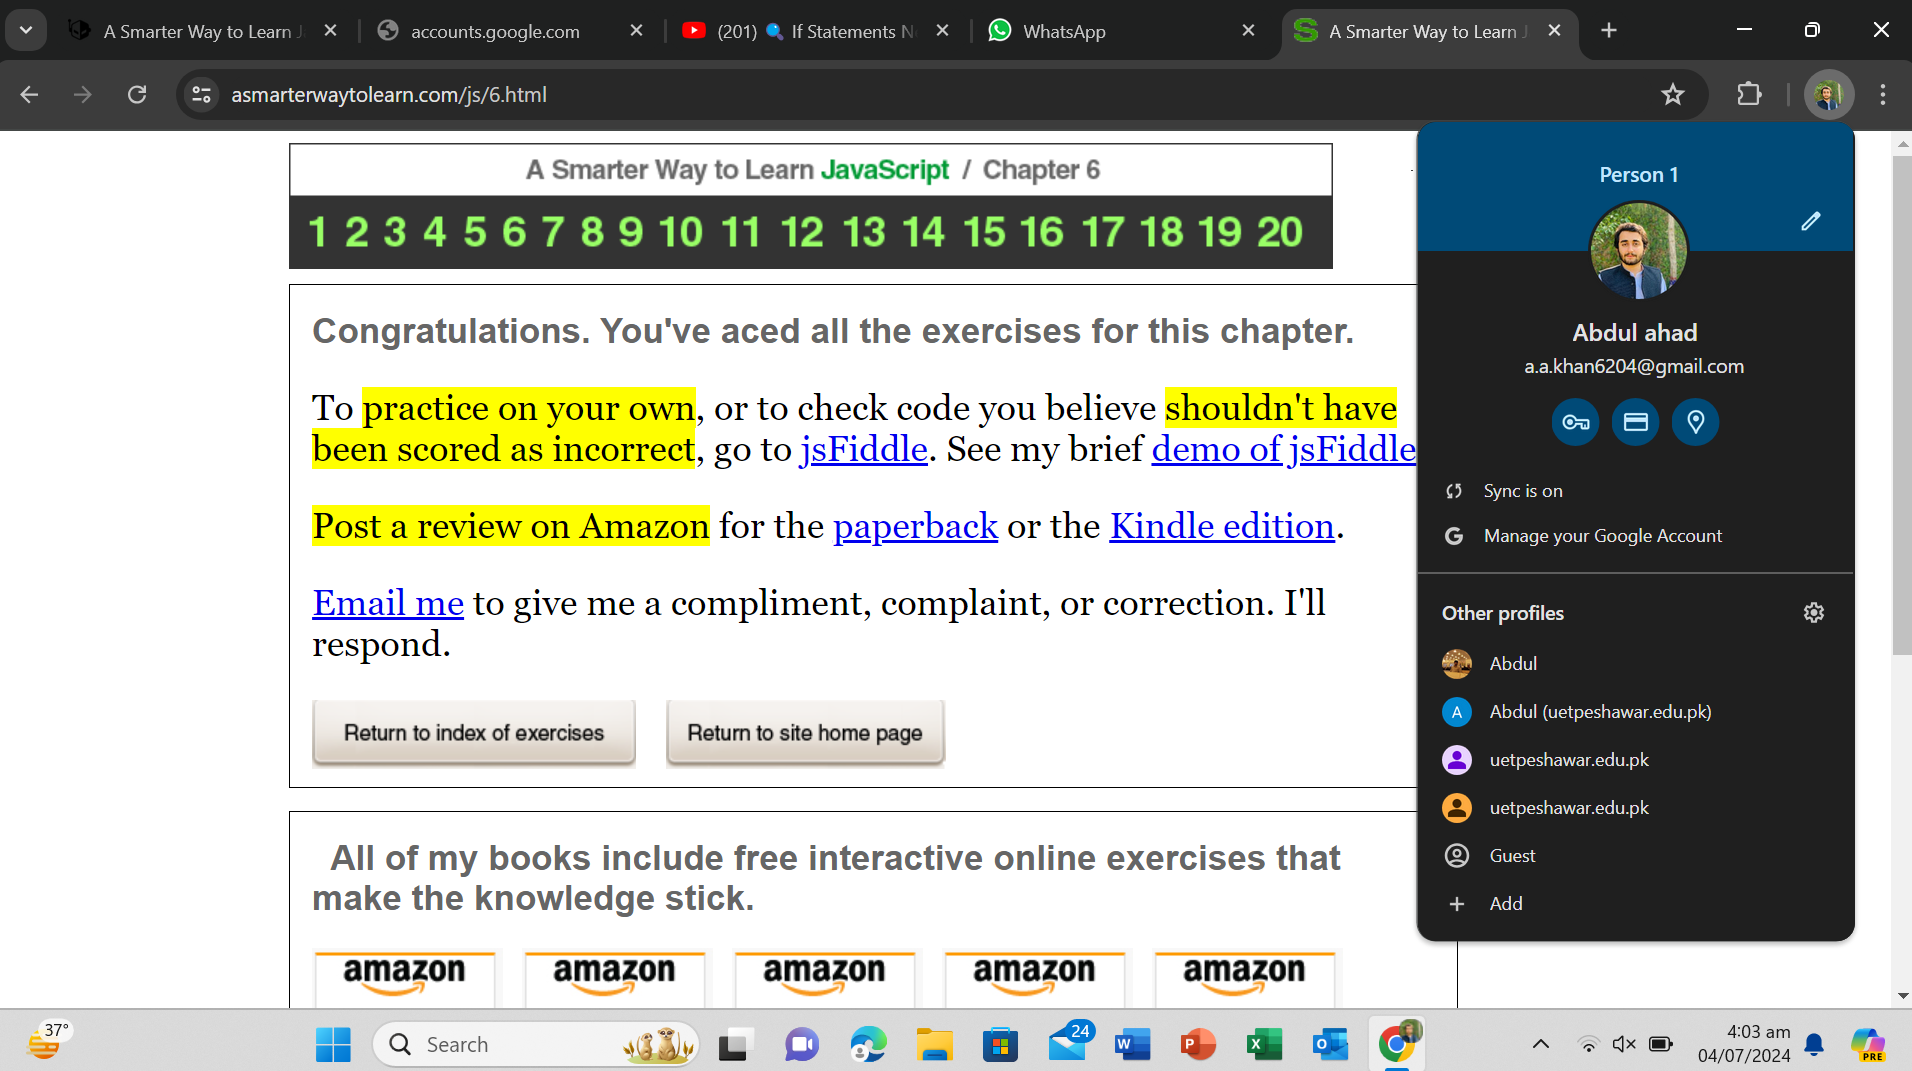 A Smarter Way to Learn J
accounts.google.com
(201) 🔍 If Statements N
WhatsApp
A Smarter Way to Learn J
asmarterwaytolearn.com/js/6.html
A Smarter Way to Learn JavaScript / Chapter 6
1 2 3 4 5 6 7 8 9 10 11 12 13 14 15 16 17 18 19 20
Congratulations. You've aced all the exercises for this chapter.
To practice on your own, or to check code you believe shouldn't have
been scored as incorrect, go to jsFiddle. See my brief demo of jsFiddle
Post a review on Amazon for the paperback or the Kindle edition.
Email me to give me a compliment, complaint, or correction. I'll
respond.
Return to index of exercises
Return to site home page
All of my books include free interactive online exercises that
make the knowledge stick.
amazon amazon amazon amazon amazon
Person 1
Abdul ahad
a.a.khan6204@gmail.com
Sync is on
G Manage your Google Account
Other profiles
Abdul
A Abdul (uetpeshawar.edu.pk)
uetpeshawar.edu.pk
uetpeshawar.edu.pk
Guest
+ Add
37°
Search
24
W
P
X
O
4:03 am
04/07/2024
PRE